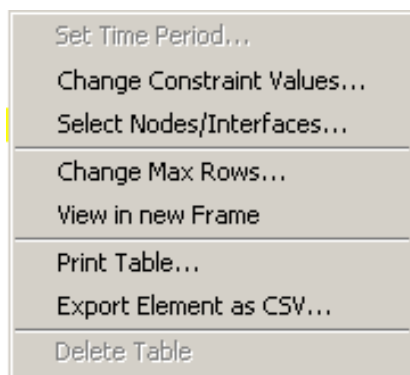 Set Time Period...
Change Constraint Values...
Select Nodes/Interfaces...
Change Max Rows...
View in new Frame
Print Table...
Export Element as CSV...
Delete Table